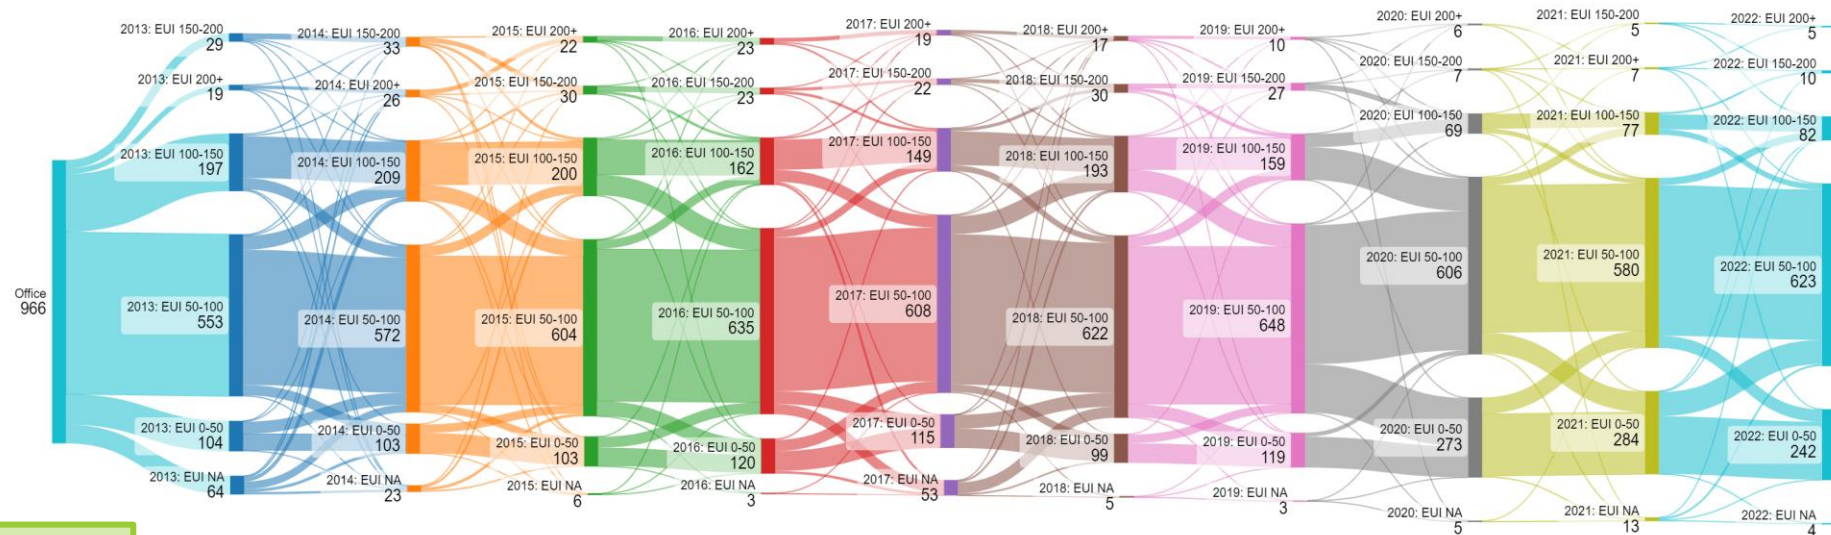 Office
966
2013: EUI 150-200
29
2013: EUI 200+
19
2013: EUI 100-150
197
2013: EUI 50-100
553
2013: EUI 0-50
104
2013: EUI NA
64
2014: EUI 150-200
33
2014: EUI 200+
26
2014: EUI 100-150
209
2014: EUI 50-100
572
2014: EUI 0-50
103
2014: EUI NA
23
2015: EUI 200+
22
2015: EUI 150-200
30
2015: EUI 100-150
200
2015: EUI 50-100
604
2015: EUI 0-50
103
2015: EUI NA
6
2016: EUI 200+
23
2016: EUI 150-200
23
2016: EUI 100-150
162
2016: EUI 50-100
635
2016: EUI 0-50
120
2016: EUI NA
3
2017: EUI 200+
19
2017: EUI 150-200
22
2017: EUI 100-150
149
2017: EUI 50-100
608
2017: EUI 0-50
115
2017: EUI NA
53
2018: EUI 200+
17
2018: EUI 150-200
30
2018: EUI 100-150
193
2018: EUI 50-100
622
2018: EUI 0-50
99
2018: EUI NA
5
2019: EUI 200+
10
2019: EUI 150-200
27
2019: EUI 100-150
159
2019: EUI 50-100
648
2019: EUI 0-50
119
2019: EUI NA
3
2020: EUI 200+
6
2020: EUI 150-200
7
2020: EUI 100-150
69
2020: EUI 50-100
606
2020: EUI 0-50
273
2020: EUI NA
5
2021: EUI 150-200
5
2021: EUI 200+
7
2021: EUI 100-150
77
2021: EUI 50-100
580
2021: EUI 0-50
284
2021: EUI NA
13
2022: EUI 200+
5
2022: EUI 150-200
10
2022: EUI 100-150
82
2022: EUI 50-100
623
2022: EUI 0-50
242
2022: EUI NA
4